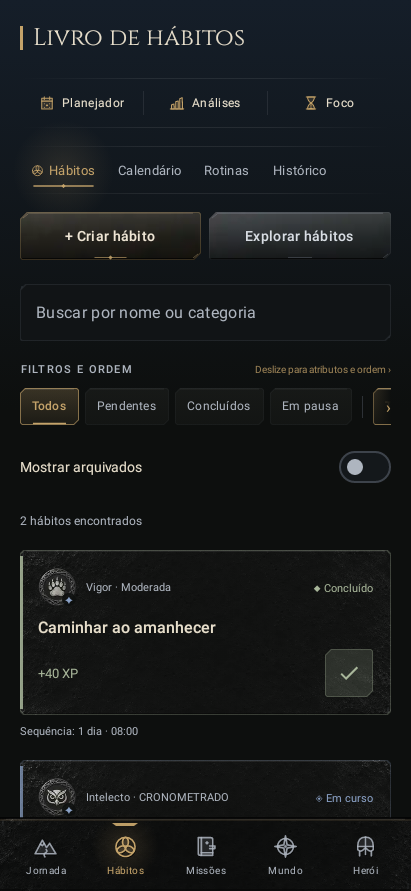 Livro de hábitos
Planejador Análises Foco
Hábitos Calendário Rotinas Histórico
+ Criar hábito Explorar hábitos
Buscar por nome ou categoria
FILTROS E ORDEM Deslize para atributos e ordem ›
Todos Pendentes Concluídos Em pausa ›
Mostrar arquivados
2 hábitos encontrados
Vigor · Moderada ◆ Concluído
Caminhar ao amanhecer
+40 XP
Sequência: 1 dia · 08:00
Intelecto · CRONOMETRADO ◈ Em curso
Jornada Hábitos Missões Mundo Herói